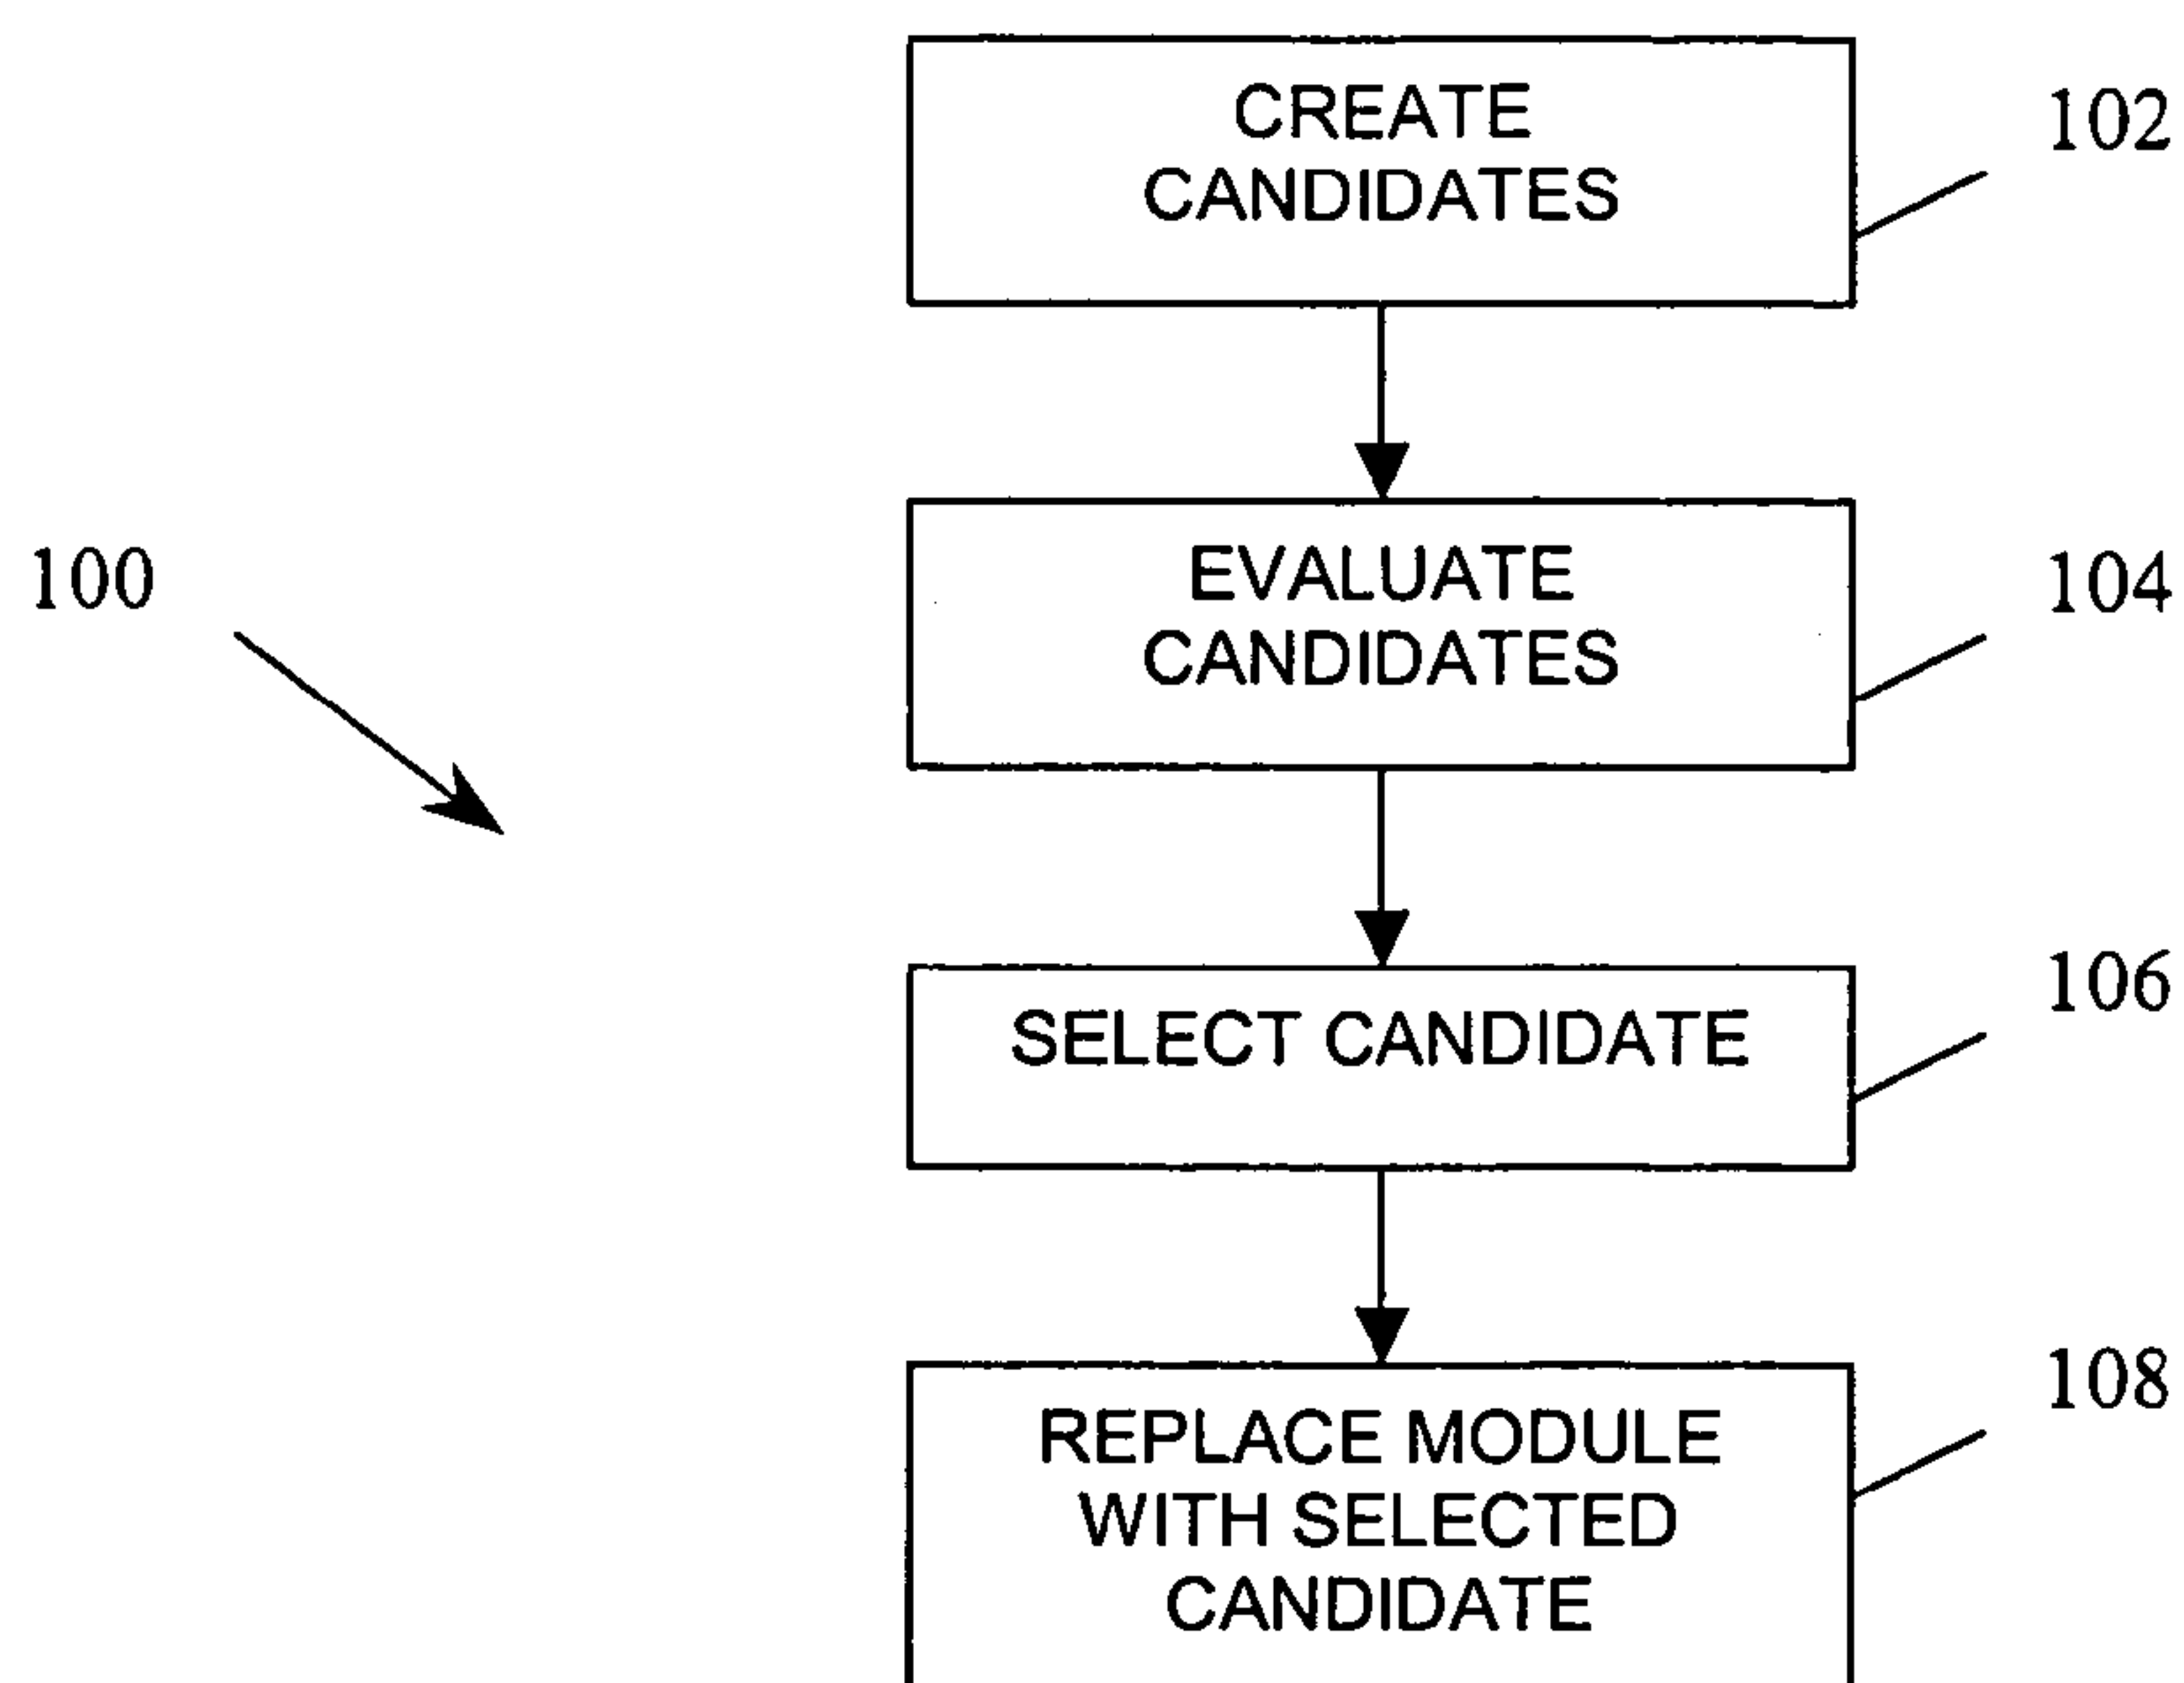 CREATE
CANDIDATES
102
EVALUATE
CANDIDATES
104
100
SELECT CANDIDATE
106
REPLACE MODULE
WITH SELECTED
CANDIDATE
108